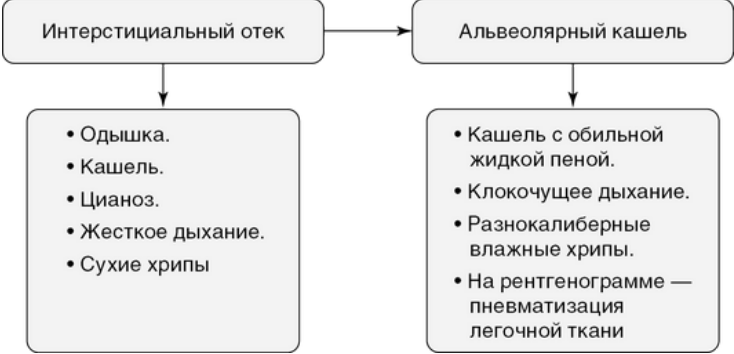 Интерстициальный отек
Альвеолярный кашель
• Одышка.
• Кашель.
• Цианоз.
• Жесткое дыхание.
• Сухие хрипы
• Кашель с обильной
жидкой пеной.
• Клокочущее дыхание.
• Разнокалиберные
влажные хрипы.
• На рентгенограмме —
пневматизация
легочной ткани